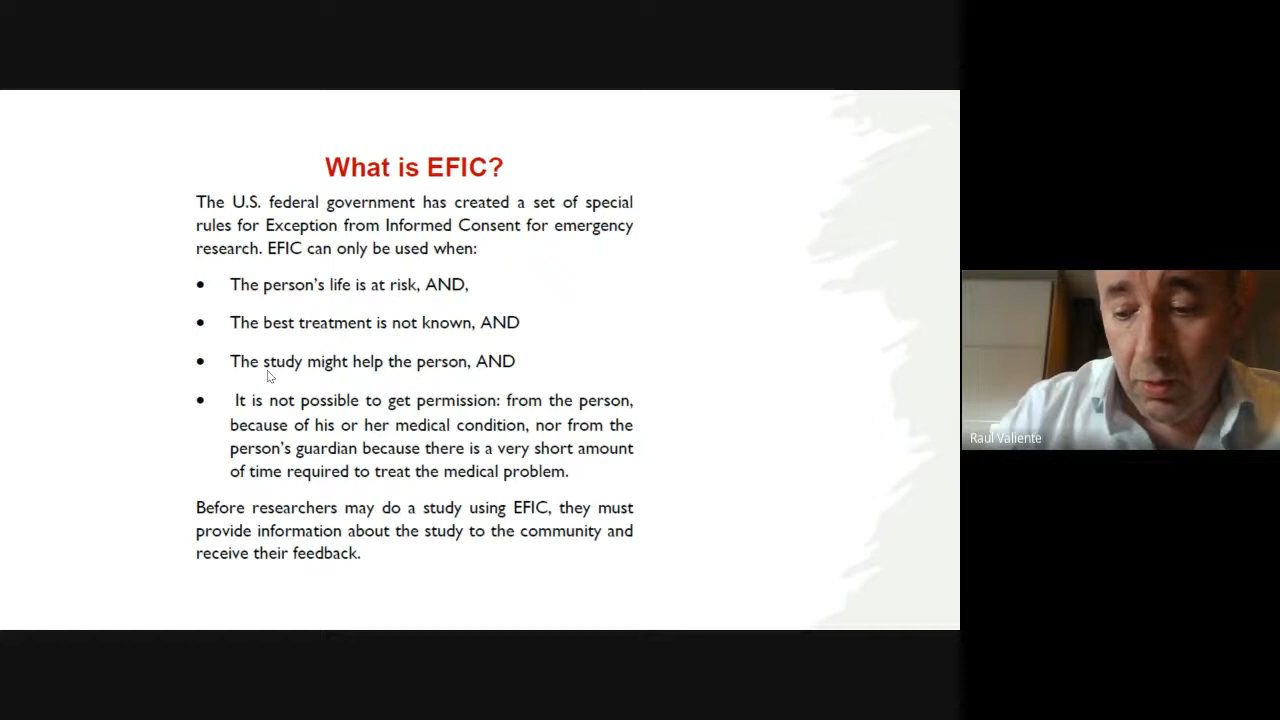 What is EFIC?
The U.S. federal government has created a set of special
rules for Exception from Informed Consent for emergency
research. EFIC can only be used when:
• The person's life is at risk, AND,
• The best treatment is not known, AND
• The study might help the person, AND
• It is not possible to get permission: from the person,
because of his or her medical condition, nor from the
person's guardian because there is a very short amount
of time required to treat the medical problem.
Before researchers may do a study using EFIC, they must
provide information about the study to the community and
receive their feedback.
Raul Valiente